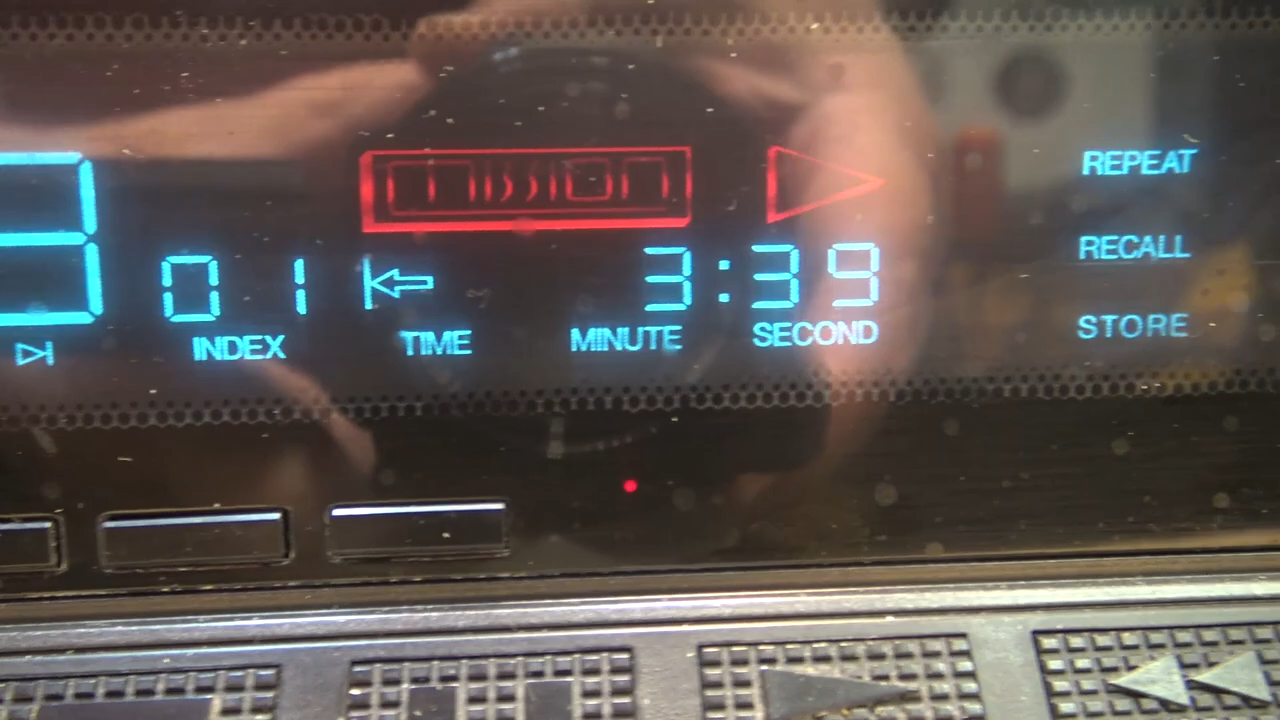 mission
REPEAT
RECALL
01 3:39
INDEX TIME MINUTE SECOND
STORE